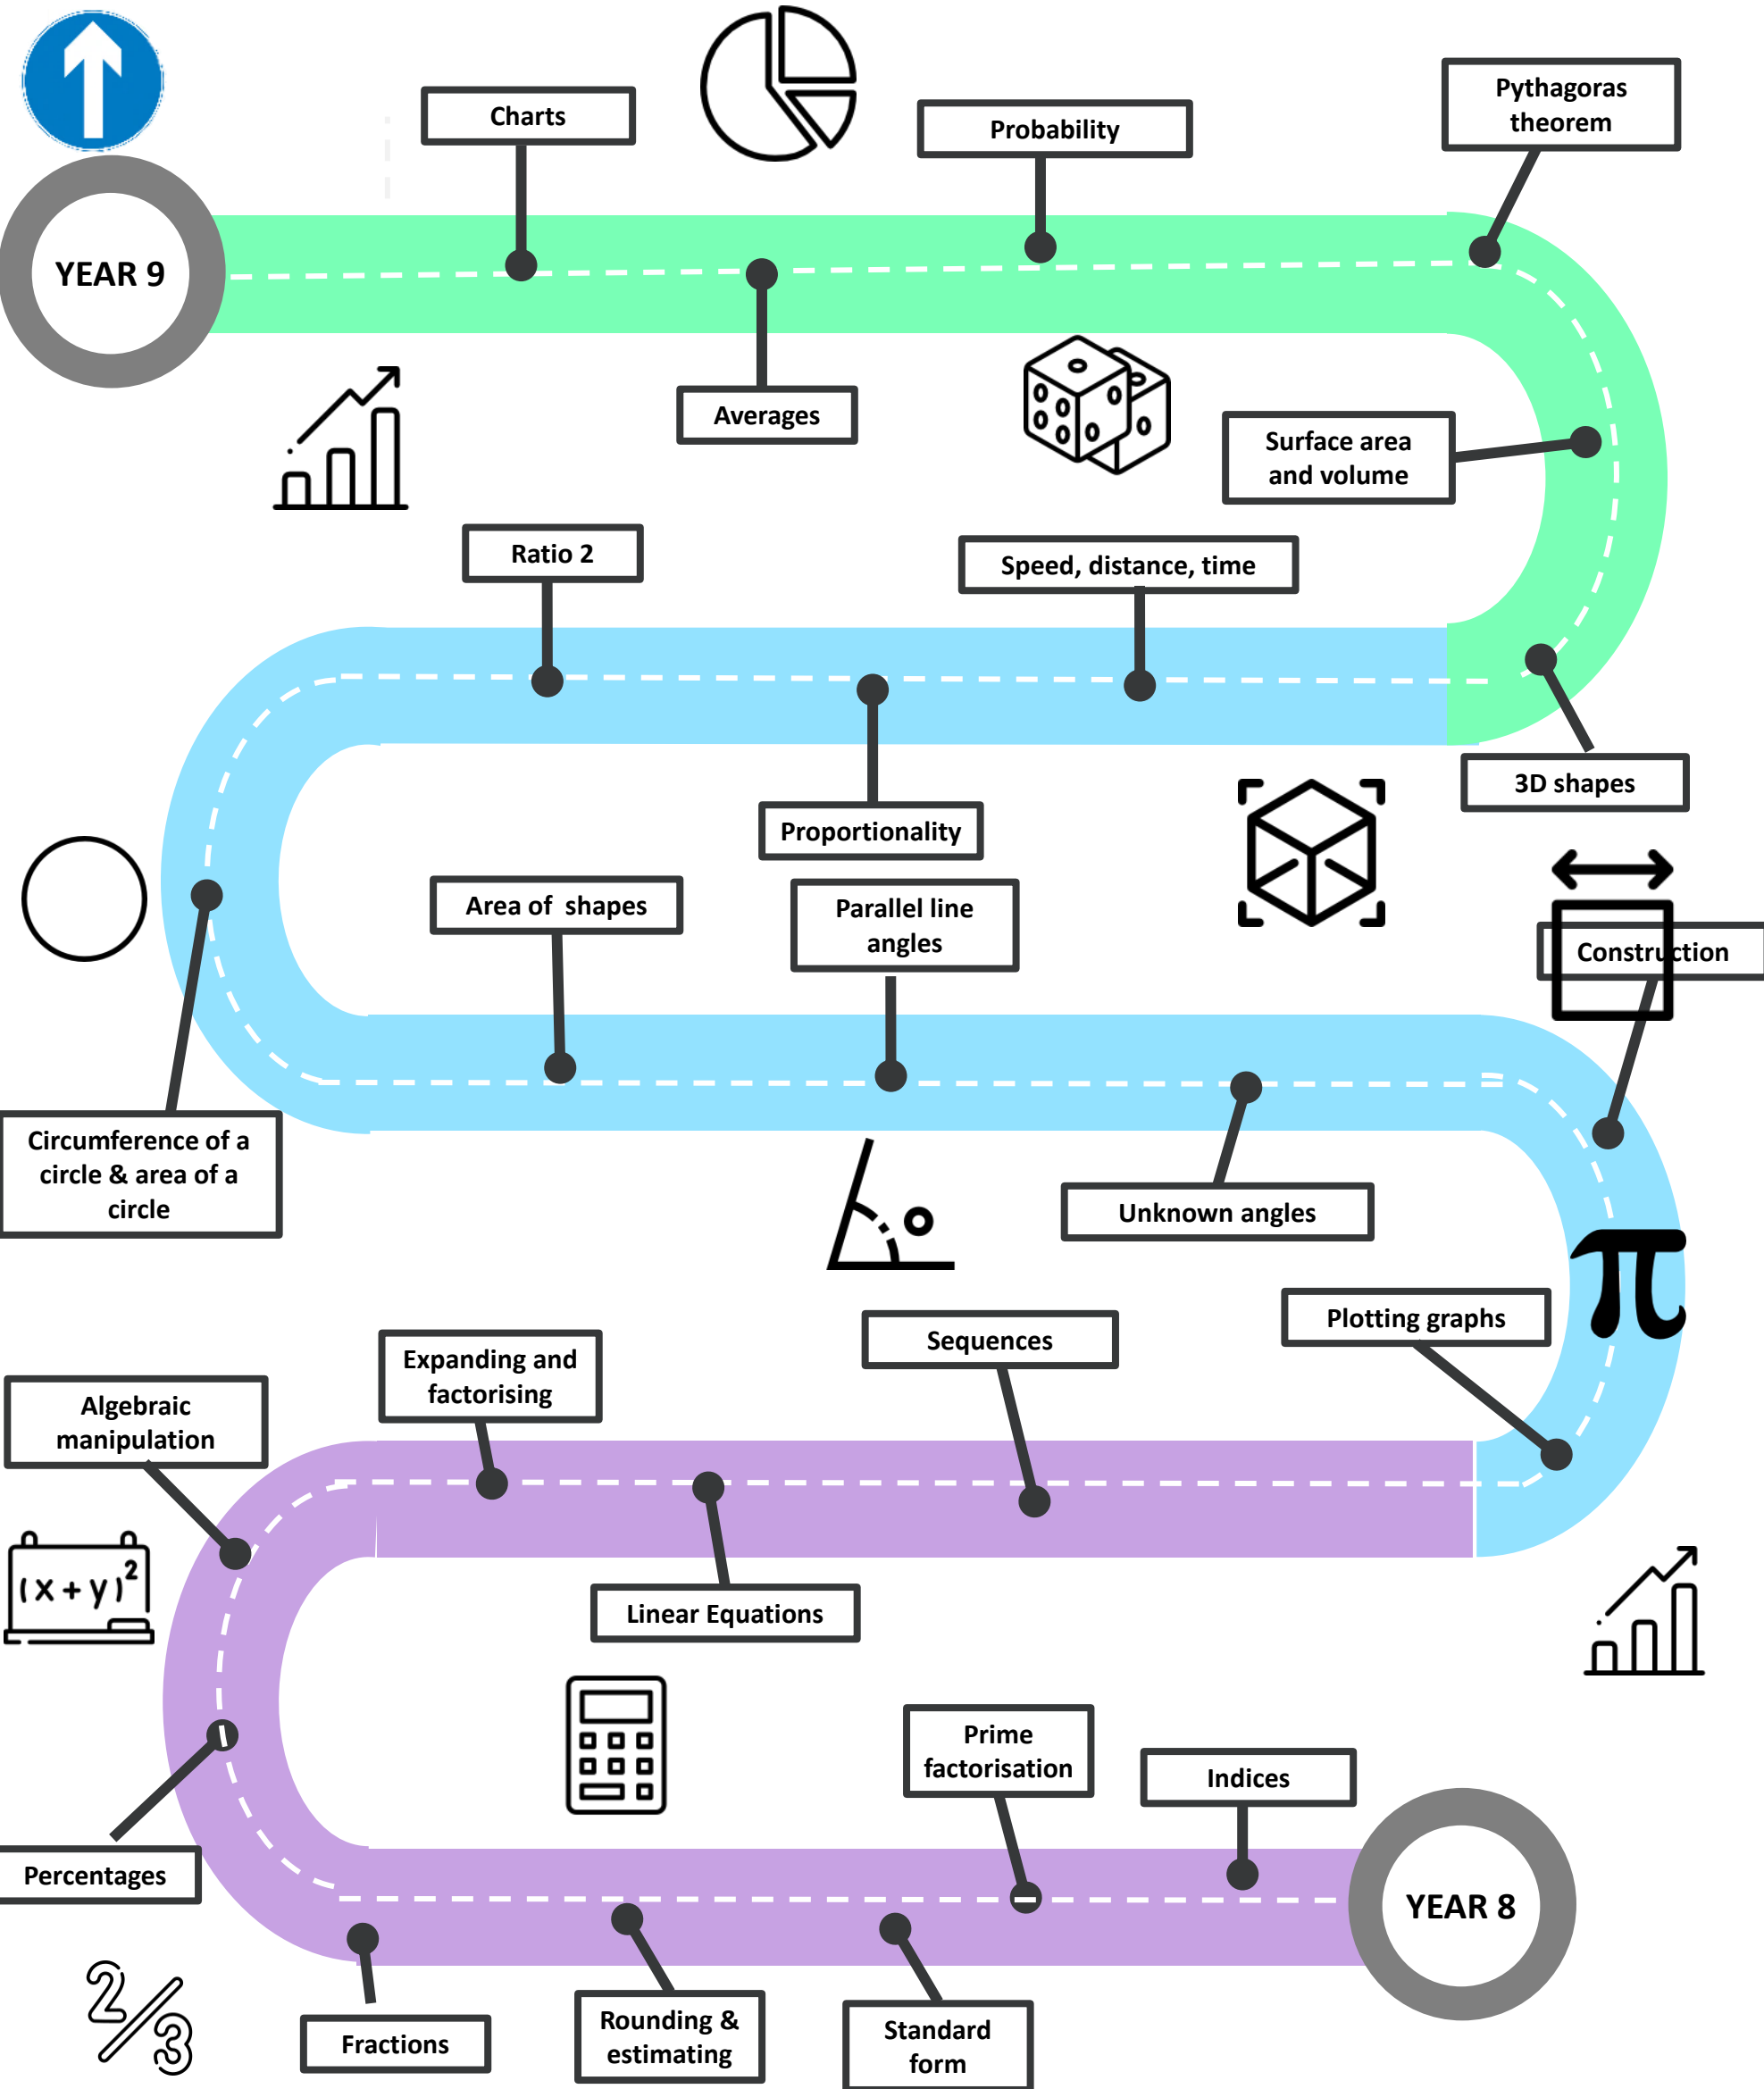 Charts
Probability
Pythagoras
theorem
YEAR 9
Averages
Surface area
and volume
Ratio 2
Speed, distance, time
3D shapes
Proportionality
Area of  shapes
Parallel line
angles
Construction
Circumference of a
circle & area of a
circle
Unknown angles
Plotting graphs
π
Sequences
Expanding and
factorising
Algebraic
manipulation
(x + y)²
Linear Equations
Prime
factorisation
Indices
Percentages
YEAR 8
2/3
Fractions
Rounding &
estimating
Standard
form